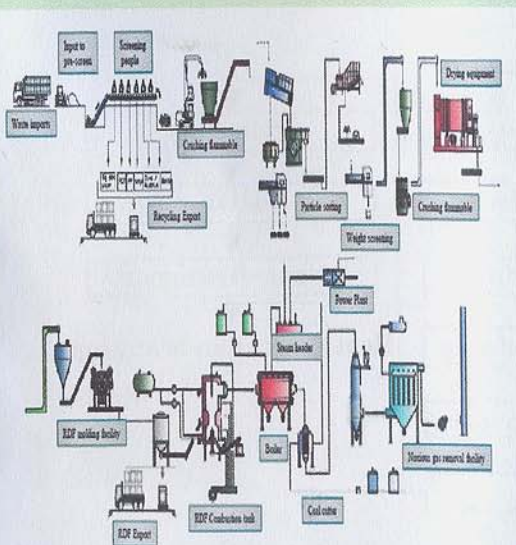 Input to
pre-screen
Screening
people
Drying equipment
Waste imports
Crushing flammable
Particle sorting
Crushing flammable
Recycling Export
Weight screening
Power Plant
Steam header
RDF molding facility
Boiler
Noxious gas removal facility
RDF Combustion tank
Cool cutter
RDF Export